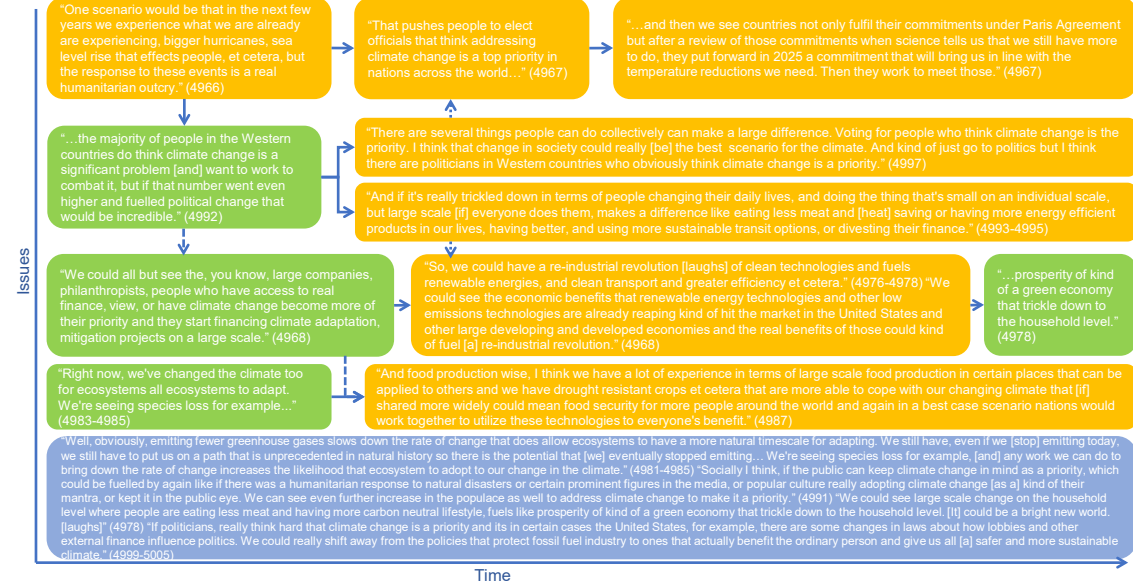 “One scenario would be that in the next few
years we experience what we are already
are experiencing, bigger hurricanes, sea
level rise that effects people, et cetera, but
the response to these events is a real
humanitarian outcry.” (4966)
“That pushes people to elect
officials that think addressing
climate change is a top priority in
nations across the world…” (4967)
“…and then we see countries not only fulfil their commitments under Paris Agreement
but after a review of those commitments when science tells us that we still have more
to do, they put forward in 2025 a commitment that will bring us in line with the
temperature reductions we need. Then they work to meet those.” (4967)
“…the majority of people in the Western
countries do think climate change is a
significant problem [and] want to work to
combat it, but if that number went even
higher and fuelled political change that
would be incredible.” (4992)
“There are several things people can do collectively can make a large difference. Voting for people who think climate change is the
priority. I think that change in society could really [be] the best  scenario for the climate. And kind of just go to politics but I think
there are politicians in Western countries who obviously think climate change is a priority.” (4997)
“And if it's really trickled down in terms of people changing their daily lives, and doing the thing that's small on an individual scale,
but large scale [if] everyone does them, makes a difference like eating less meat and [heat] saving or having more energy efficient
products in our lives, having better, and using more sustainable transit options, or divesting their finance.” (4993-4995)
Issues
“We could all but see the, you know, large companies,
philanthropists, people who have access to real
finance, view, or have climate change become more of
their priority and they start financing climate adaptation,
mitigation projects on a large scale.” (4968)
“So, we could have a re-industrial revolution [laughs] of clean technologies and fuels
renewable energies, and clean transport and greater efficiency et cetera.” (4976-4978) “We
could see the economic benefits that renewable energy technologies and other low
emissions technologies are already reaping kind of hit the market in the United States and
other large developing and developed economies and the real benefits of those could kind
of fuel [a] re-industrial revolution.” (4968)
“…prosperity of kind
of a green economy
that trickle down to
the household level.”
(4978)
“Right now, we've changed the climate too
for ecosystems all ecosystems to adapt.
We're seeing species loss for example...”
(4983-4985)
“And food production wise, I think we have a lot of experience in terms of large scale food production in certain places that can be
applied to others and we have drought resistant crops et cetera that are more able to cope with our changing climate that [if]
shared more widely could mean food security for more people around the world and again in a best case scenario nations would
work together to utilize these technologies to everyone's benefit.” (4987)
“Well, obviously, emitting fewer greenhouse gases slows down the rate of change that does allow ecosystems to have a more natural timescale for adapting. We still have, even if we [stop] emitting today,
we still have to put us on a path that is unprecedented in natural history so there is the potential that [we] eventually stopped emitting… We're seeing species loss for example, [and] any work we can do to
bring down the rate of change increases the likelihood that ecosystem to adopt to our change in the climate.” (4981-4985) “Socially I think, if the public can keep climate change in mind as a priority, which
could be fuelled by again like if there was a humanitarian response to natural disasters or certain prominent figures in the media, or popular culture really adopting climate change [as a] kind of their
mantra, or kept it in the public eye. We can see even further increase in the populace as well to address climate change to make it a priority.” (4991) “We could see large scale change on the household
level where people are eating less meat and having more carbon neutral lifestyle, fuels like prosperity of kind of a green economy that trickle down to the household level. [It] could be a bright new world.
[laughs]” (4978) “If politicians, really think hard that climate change is a priority and its in certain cases the United States, for example, there are some changes in laws about how lobbies and other
external finance influence politics. We could really shift away from the policies that protect fossil fuel industry to ones that actually benefit the ordinary person and give us all [a] safer and more sustainable
climate.” (4999-5005)
Time